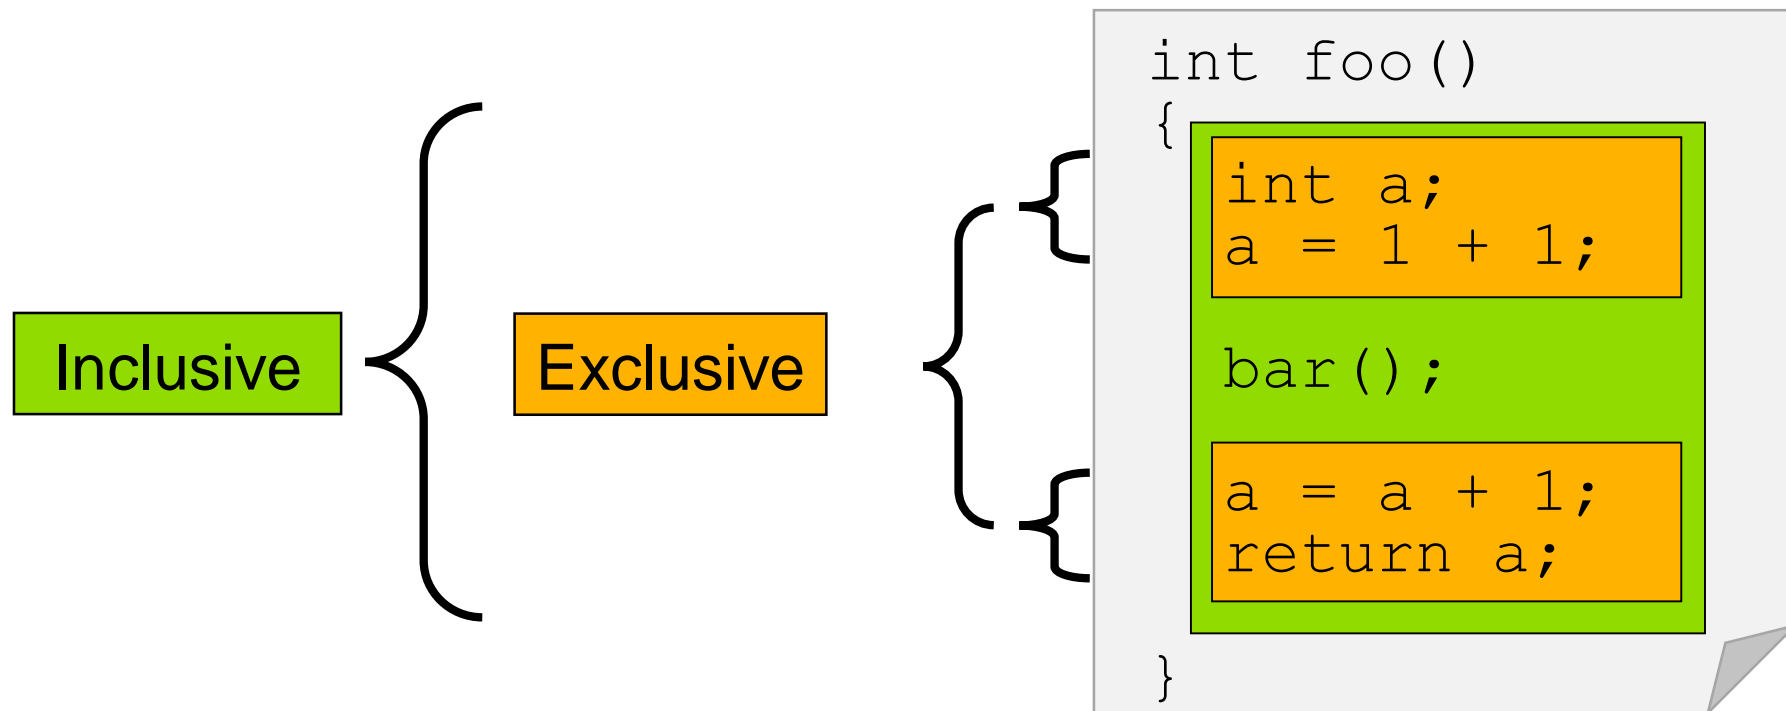 Inclusive
Exclusive
int foo()
{
int a;
a = 1 + 1;
bar();
a = a + 1;
return a;
}